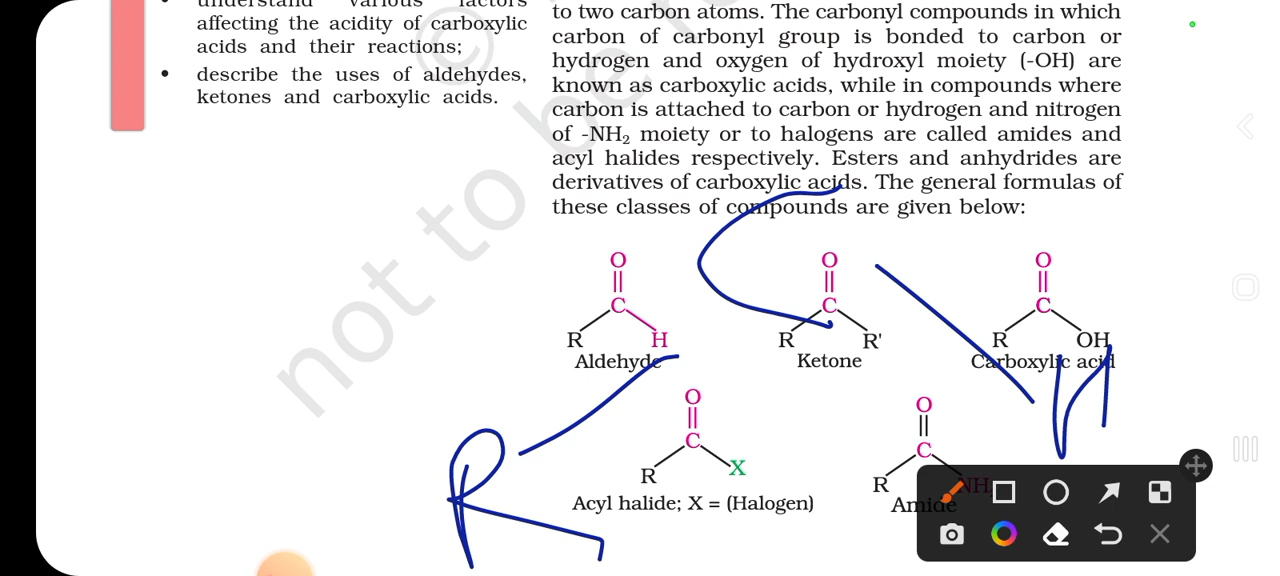 understand various factors
affecting the acidity of carboxylic
acids and their reactions;
• describe the uses of aldehydes,
ketones and carboxylic acids.
to two carbon atoms. The carbonyl compounds in which
carbon of carbonyl group is bonded to carbon or
hydrogen and oxygen of hydroxyl moiety (-OH) are
known as carboxylic acids, while in compounds where
carbon is attached to carbon or hydrogen and nitrogen
of -NH₂ moiety or to halogens are called amides and
acyl halides respectively. Esters and anhydrides are
derivatives of carboxylic acids. The general formulas of
these classes of compounds are given below:
O O O
C C C
R H R R' R OH
Aldehyde Ketone Carboxylic acid
O O
C C
R X R NH
Acyl halide; X = (Halogen) Amide
R
© not to be